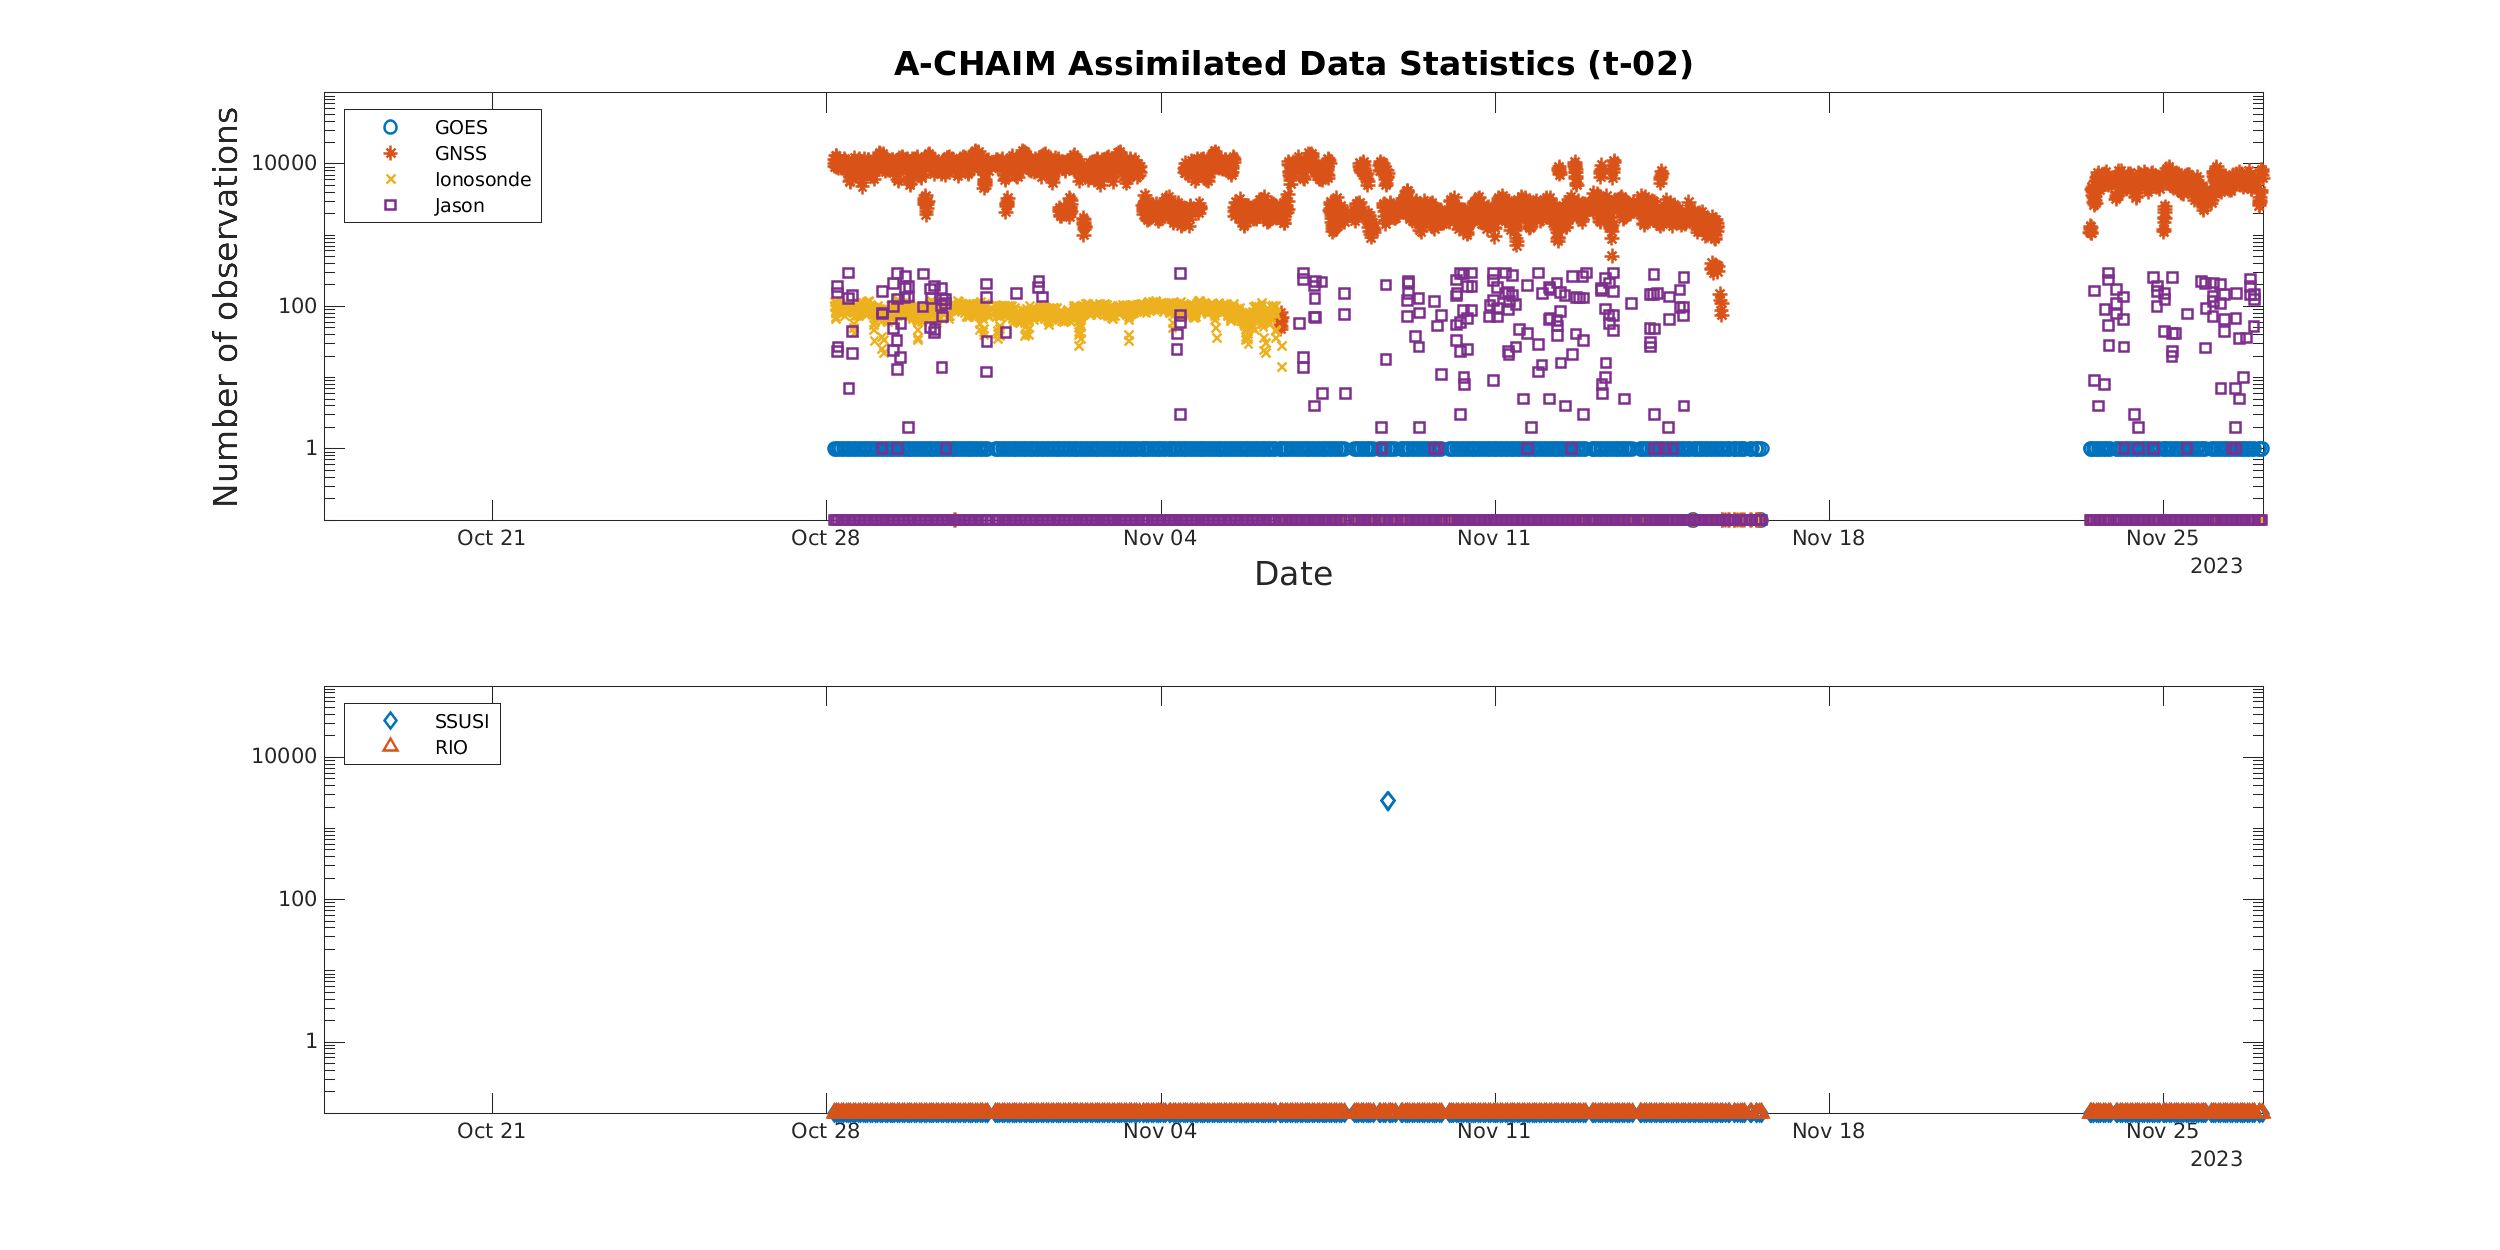 A-CHAIM Assimilated Data Statistics (t-02)
Number of observations
GOES
GNSS
Ionosonde
Jason
10000
100
1
Oct 21 Oct 28 Nov 04 Nov 11 Nov 18 Nov 25
2023
Date
SSUSI
RIO
10000
100
1
Oct 21 Oct 28 Nov 04 Nov 11 Nov 18 Nov 25
2023